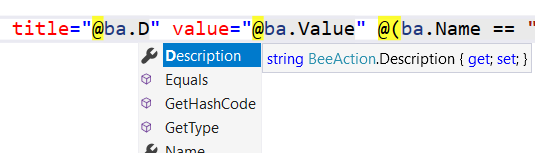 title="@ba.D" value="@ba.Value" @(ba.Name == "
Description
string BeeAction.Description { get; set; }
Equals
GetHashCode
GetType
Name